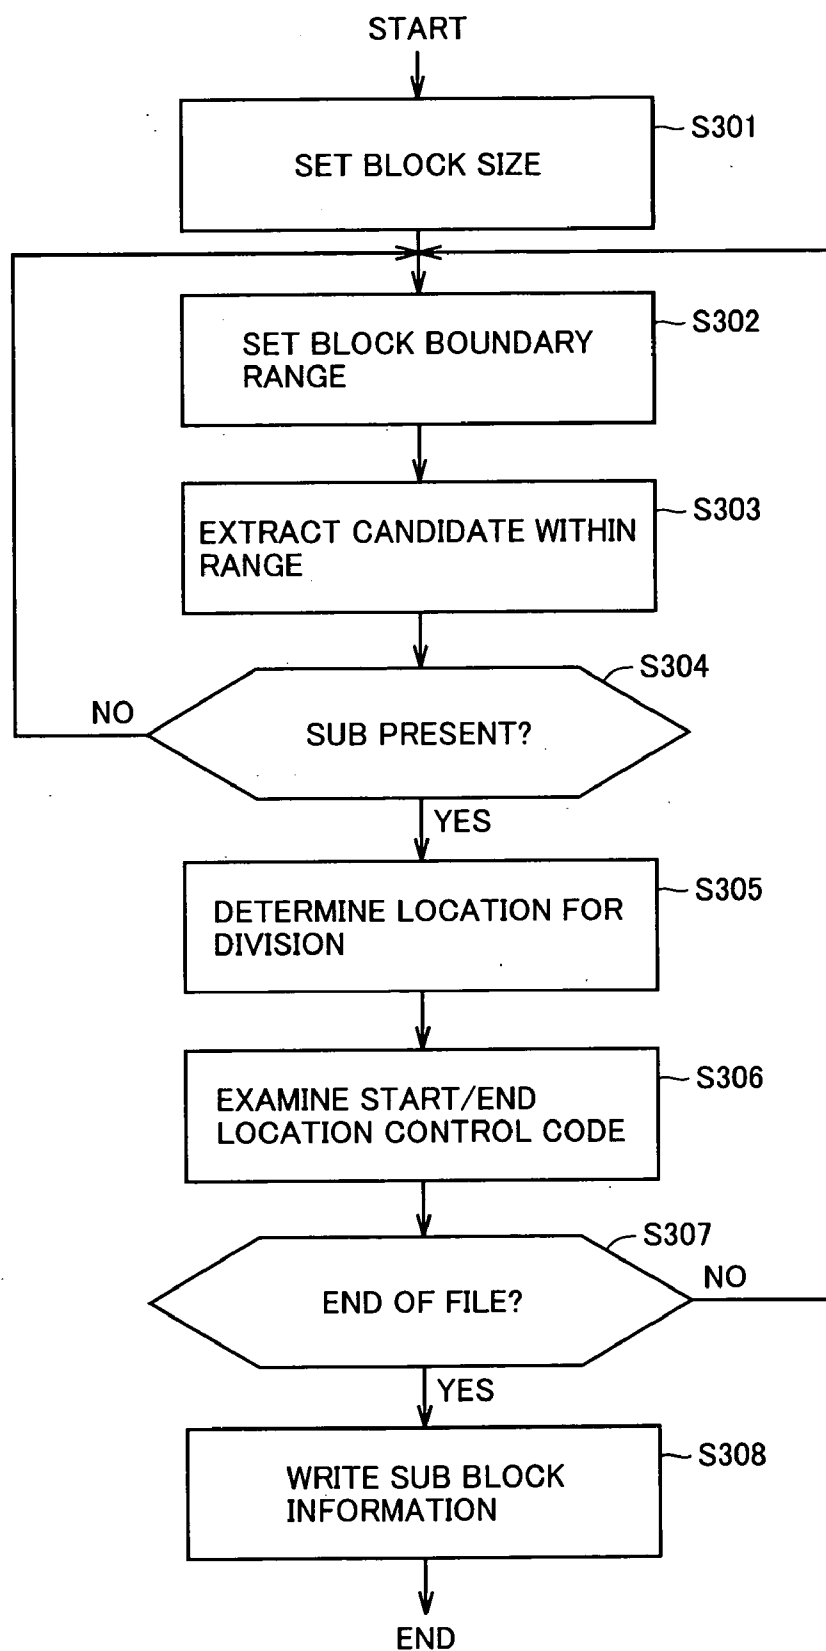 START
S301
SET BLOCK SIZE
S302
SET BLOCK BOUNDARY
RANGE
S303
EXTRACT CANDIDATE WITHIN
RANGE
S304
NO
SUB PRESENT?
YES
S305
DETERMINE LOCATION FOR
DIVISION
S306
EXAMINE START/END
LOCATION CONTROL CODE
S307
NO
END OF FILE?
YES
S308
WRITE SUB BLOCK
INFORMATION
END